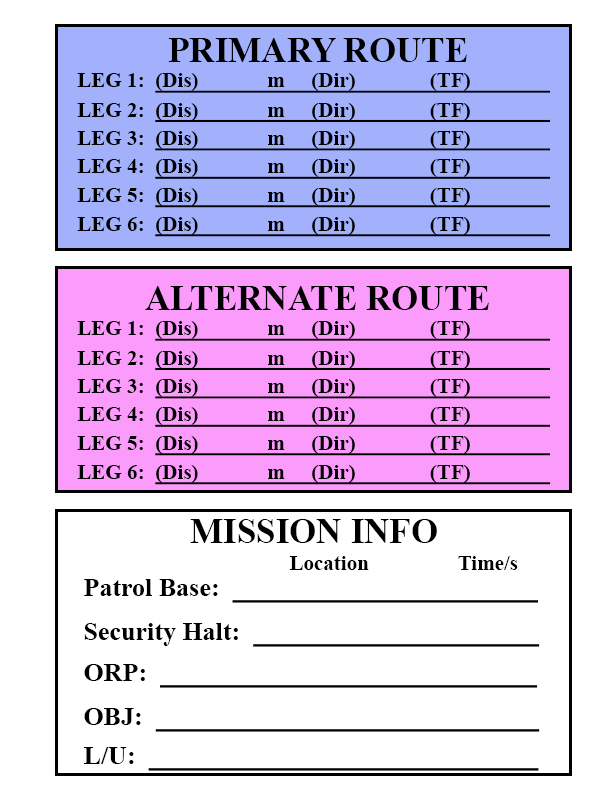 PRIMARY ROUTE
LEG 1: (Dis) m (Dir) (TF)
LEG 2: (Dis) m (Dir) (TF)
LEG 3: (Dis) m (Dir) (TF)
LEG 4: (Dis) m (Dir) (TF)
LEG 5: (Dis) m (Dir) (TF)
LEG 6: (Dis) m (Dir) (TF)
ALTERNATE ROUTE
LEG 1: (Dis) m (Dir) (TF)
LEG 2: (Dis) m (Dir) (TF)
LEG 3: (Dis) m (Dir) (TF)
LEG 4: (Dis) m (Dir) (TF)
LEG 5: (Dis) m (Dir) (TF)
LEG 6: (Dis) m (Dir) (TF)
MISSION INFO
Location Time/s
Patrol Base:
Security Halt:
ORP:
OBJ:
L/U: